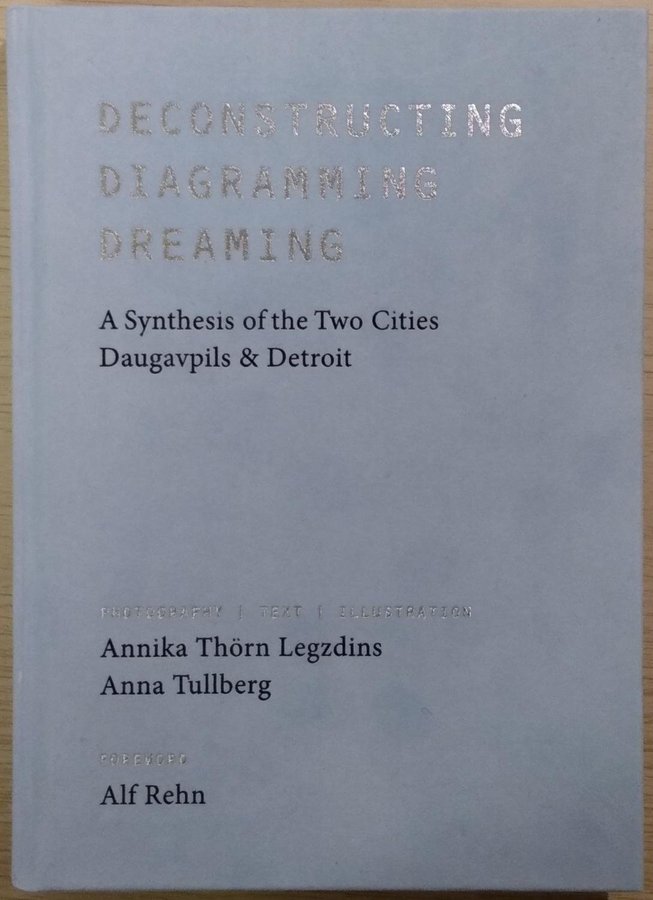 DECONSTRUCTING
DIAGRAMMING
DREAMING
A Synthesis of the Two Cities
Daugavpils & Detroit
PHOTOGRAPHY | TEXT | ILLUSTRATION
Annika Thörn Legzdins
Anna Tullberg
FOREWORD
Alf Rehn